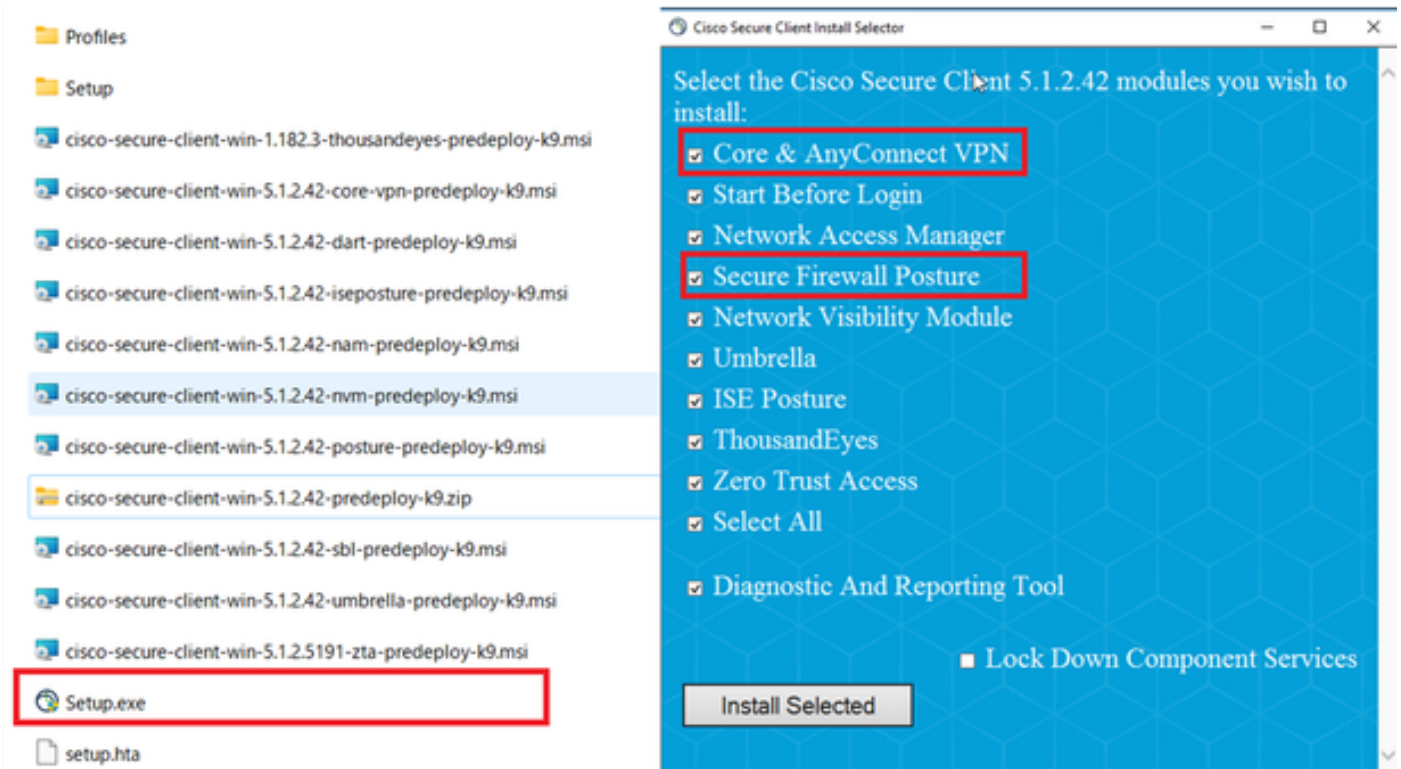 Profiles
Setup
cisco-secure-client-win-1.182.3-thousandeyes-predeploy-k9.msi
cisco-secure-client-win-5.1.2.42-core-vpn-predeploy-k9.msi
cisco-secure-client-win-5.1.2.42-dart-predeploy-k9.msi
cisco-secure-client-win-5.1.2.42-iseposture-predeploy-k9.msi
cisco-secure-client-win-5.1.2.42-nam-predeploy-k9.msi
cisco-secure-client-win-5.1.2.42-nvm-predeploy-k9.msi
cisco-secure-client-win-5.1.2.42-posture-predeploy-k9.msi
cisco-secure-client-win-5.1.2.42-predeploy-k9.zip
cisco-secure-client-win-5.1.2.42-sbl-predeploy-k9.msi
cisco-secure-client-win-5.1.2.42-umbrella-predeploy-k9.msi
cisco-secure-client-win-5.1.2.5191-zta-predeploy-k9.msi
Setup.exe
setup.hta
Cisco Secure Client Install Selector
Select the Cisco Secure Client 5.1.2.42 modules you wish to
install:
Core & AnyConnect VPN
Start Before Login
Network Access Manager
Secure Firewall Posture
Network Visibility Module
Umbrella
ISE Posture
ThousandEyes
Zero Trust Access
Select All
Diagnostic And Reporting Tool
Lock Down Component Services
Install Selected